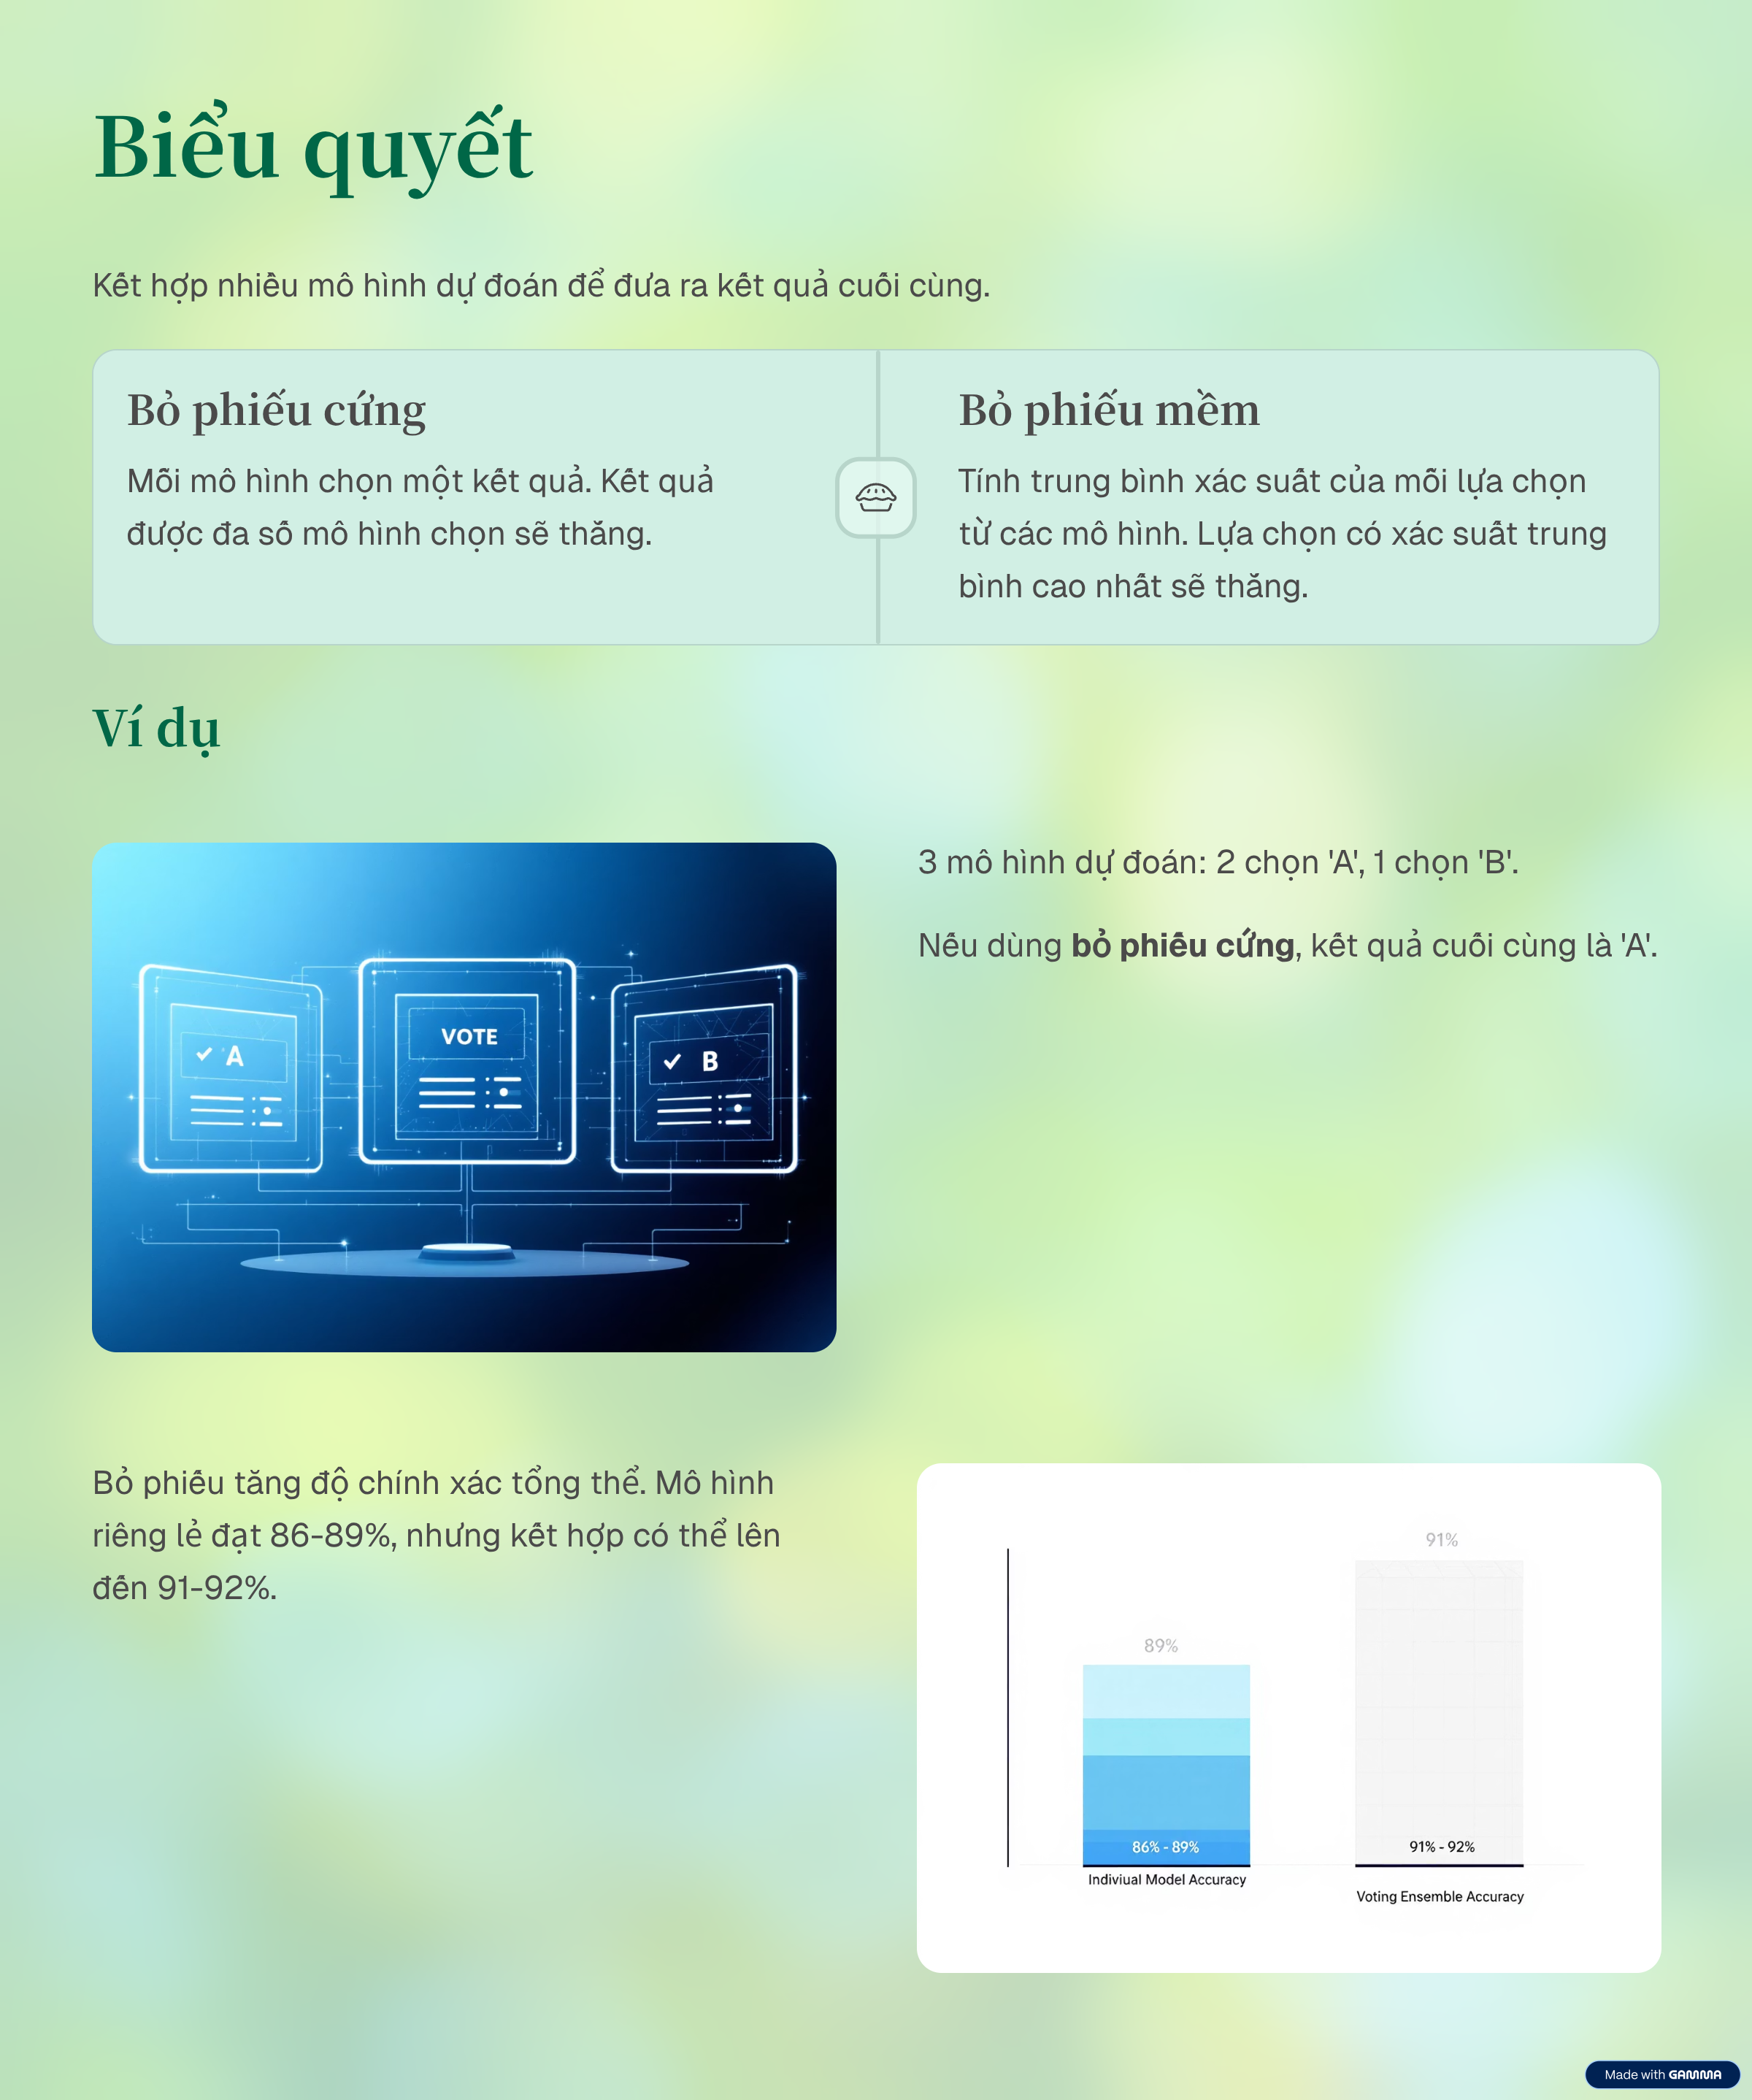 Biểu quyết
Kết hợp nhiều mô hình dự đoán để đưa ra kết quả cuối cùng.
Bỏ phiếu cứng
Mỗi mô hình chọn một kết quả. Kết quả
được đa số mô hình chọn sẽ thắng.
Bỏ phiếu mềm
Tính trung bình xác suất của mỗi lựa chọn
từ các mô hình. Lựa chọn có xác suất trung
bình cao nhất sẽ thắng.
Ví dụ
A
VOTE
B
3 mô hình dự đoán: 2 chọn 'A', 1 chọn 'B'.
Nếu dùng bỏ phiếu cứng, kết quả cuối cùng là 'A'.
Bỏ phiếu tăng độ chính xác tổng thể. Mô hình
riêng lẻ đạt 86-89%, nhưng kết hợp có thể lên
đến 91-92%.
91%
89%
86% - 89%
91% - 92%
Indiviual Model Accuracy
Voting Ensemble Accuracy
Made with GAMMA